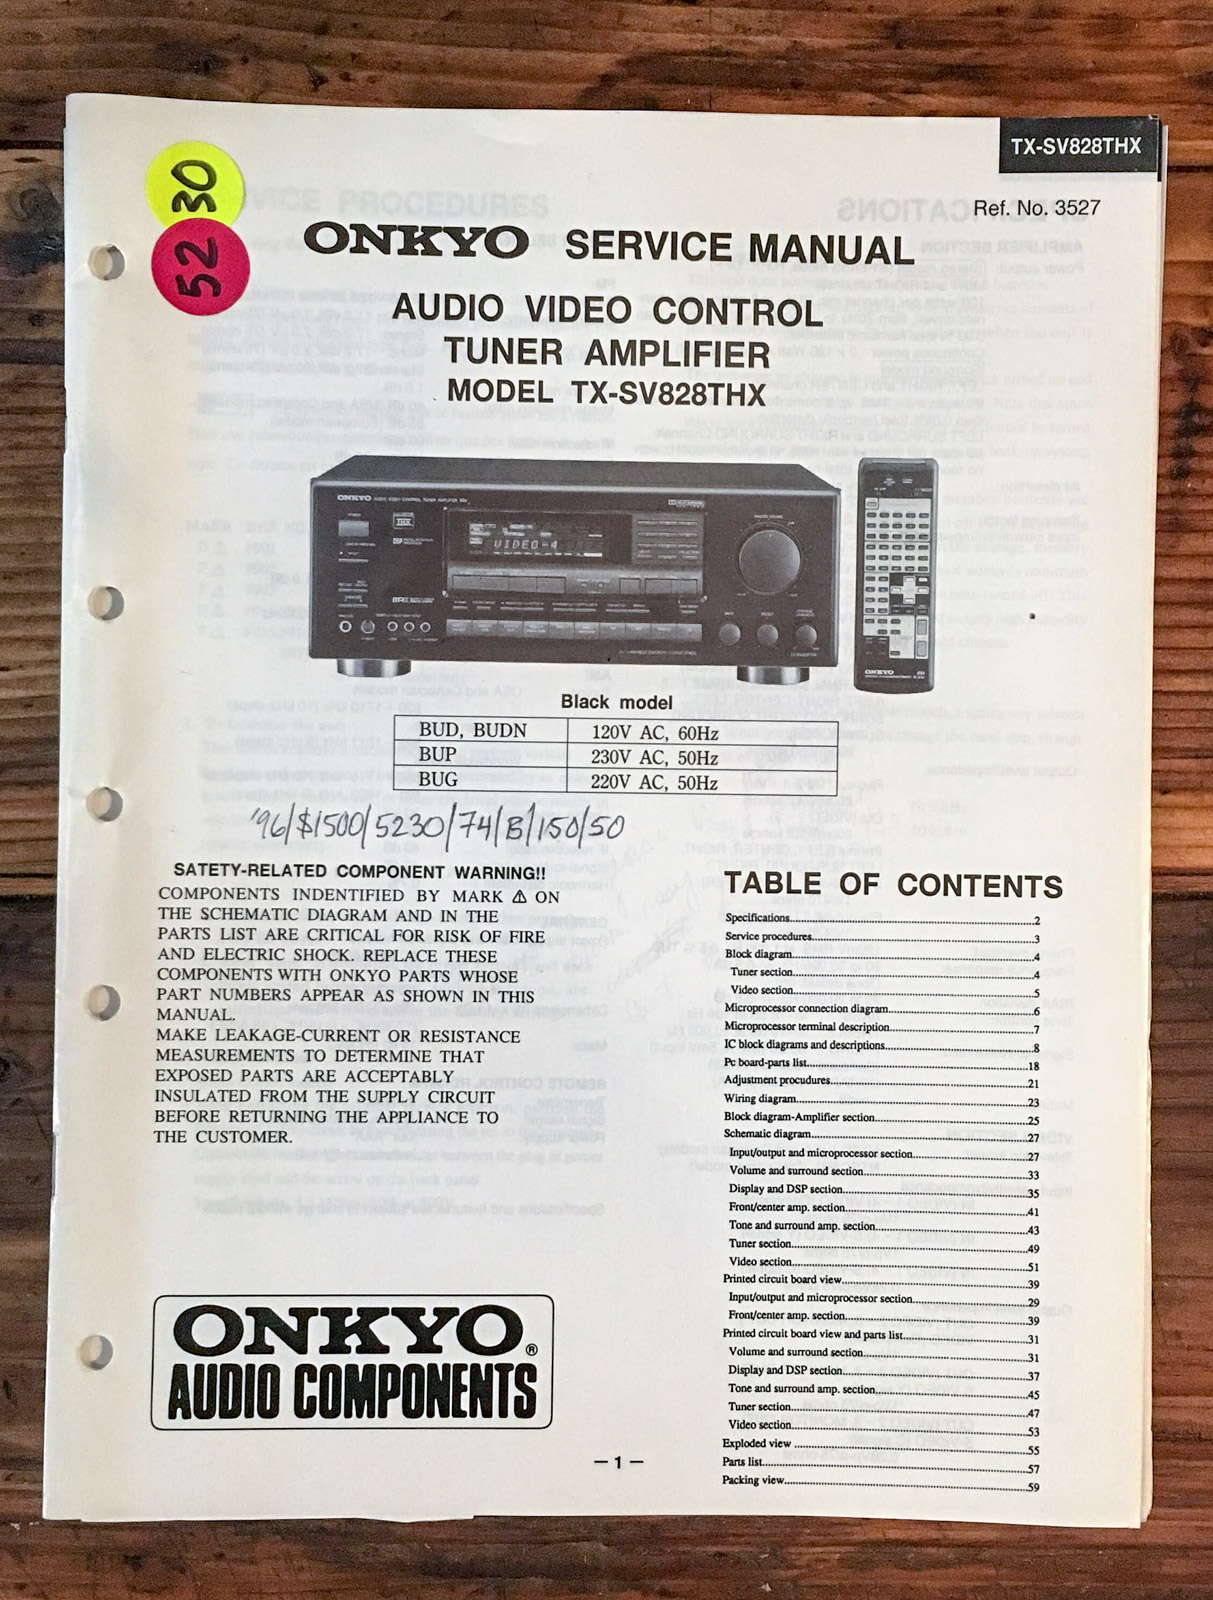 TX-SV828THX
Ref. No. 3527
30
52
ONKYO SERVICE MANUAL
AUDIO VIDEO CONTROL
TUNER AMPLIFIER
MODEL TX-SV828THX
ONKYO
VIDEO-4
ONKYO
Black model
BUD, BUDN 120V AC, 60Hz
BUP 230V AC, 50Hz
BUG 220V AC, 50Hz
'96/$1500/5230/74/B/150/50
SATETY-RELATED COMPONENT WARNING!!
COMPONENTS INDENTIFIED BY MARK ⚠ ON
THE SCHEMATIC DIAGRAM AND IN THE
PARTS LIST ARE CRITICAL FOR RISK OF FIRE
AND ELECTRIC SHOCK. REPLACE THESE
COMPONENTS WITH ONKYO PARTS WHOSE
PART NUMBERS APPEAR AS SHOWN IN THIS
MANUAL.
MAKE LEAKAGE-CURRENT OR RESISTANCE
MEASUREMENTS TO DETERMINE THAT
EXPOSED PARTS ARE ACCEPTABLY
INSULATED FROM THE SUPPLY CIRCUIT
BEFORE RETURNING THE APPLIANCE TO
THE CUSTOMER.
TABLE OF CONTENTS
Specifications...2
Service procedures...3
Block diagram...4
Tuner section...4
Video section...5
Microprocessor connection diagram...6
Microprocessor terminal description...7
IC block diagrams and descriptions...8
Pc board-parts list...18
Adjustment procudures...21
Wiring diagram...23
Block diagram-Amplifier section...25
Schematic diagram...27
Input/output and microprocessor section...27
Volume and surround section...33
Display and DSP section...35
Front/center amp. section...41
Tone and surround amp. section...43
Tuner section...49
Video section...51
Printed circuit board view...39
Input/output and microprocessor section...29
Front/center amp. section...39
Printed circuit board view and parts list...31
Volume and surround section...31
Display and DSP section...37
Tone and surround amp. section...45
Tuner section...47
Video section...53
Exploded view...55
Parts list...57
Packing view...59
ONKYO®
AUDIO COMPONENTS
— 1 —